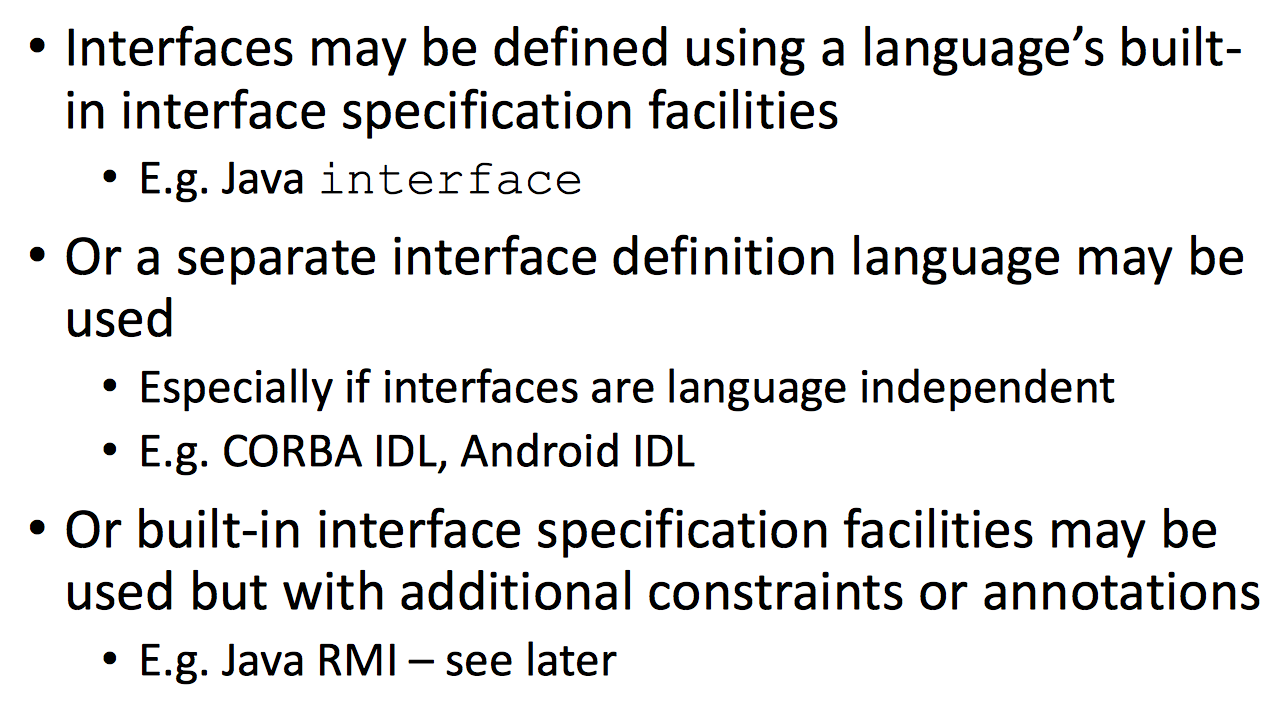 • Interfaces may be defined using a language’s built-
in interface specification facilities
• E.g. Java interface
• Or a separate interface definition language may be
used
• Especially if interfaces are language independent
• E.g. CORBA IDL, Android IDL
• Or built-in interface specification facilities may be
used but with additional constraints or annotations
• E.g. Java RMI – see later